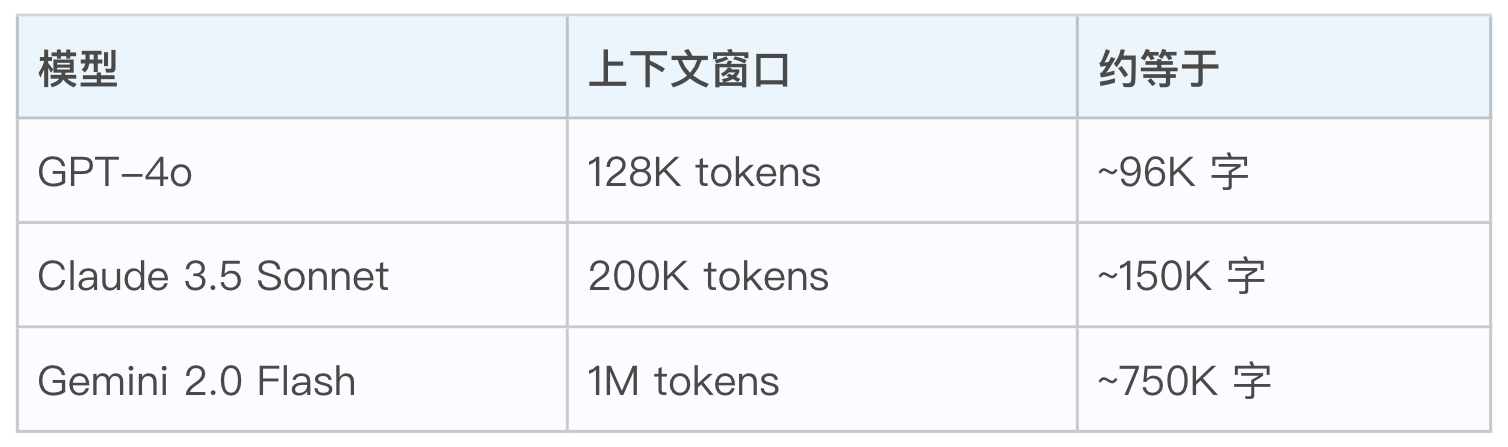 模型 上下文窗口 约等于
GPT-4o 128K tokens ~96K 字
Claude 3.5 Sonnet 200K tokens ~150K 字
Gemini 2.0 Flash 1M tokens ~750K 字